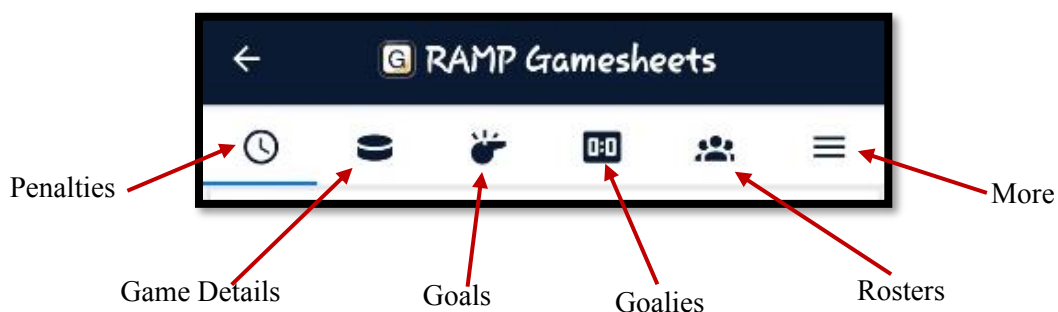 G RAMP Gamesheets
0:0
Penalties
More
Game Details
Goals
Goalies
Rosters